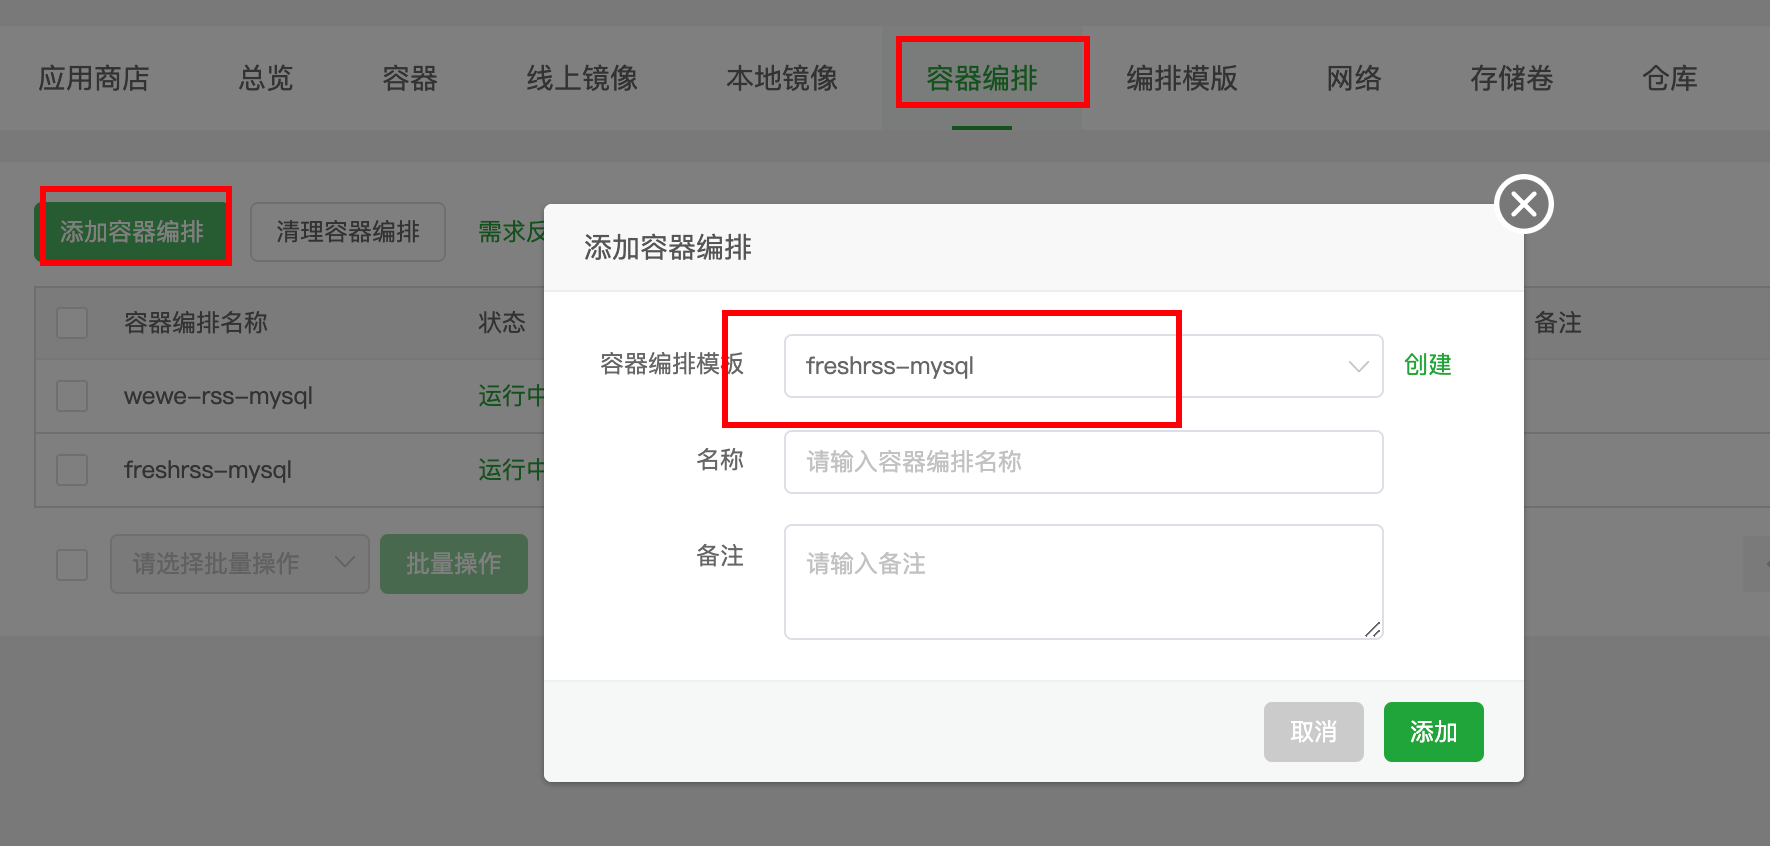 应用商店 总览 容器 线上镜像 本地镜像 容器编排 编排模版 网络 存储卷 仓库
添加容器编排 清理容器编排 需求反
添加容器编排
容器编排名称 状态 备注
容器编排模板 freshrss-mysql 创建
wewe-rss-mysql 运行中
名称 请输入容器编排名称
freshrss-mysql 运行中
备注 请输入备注
请选择批量操作 批量操作
取消 添加